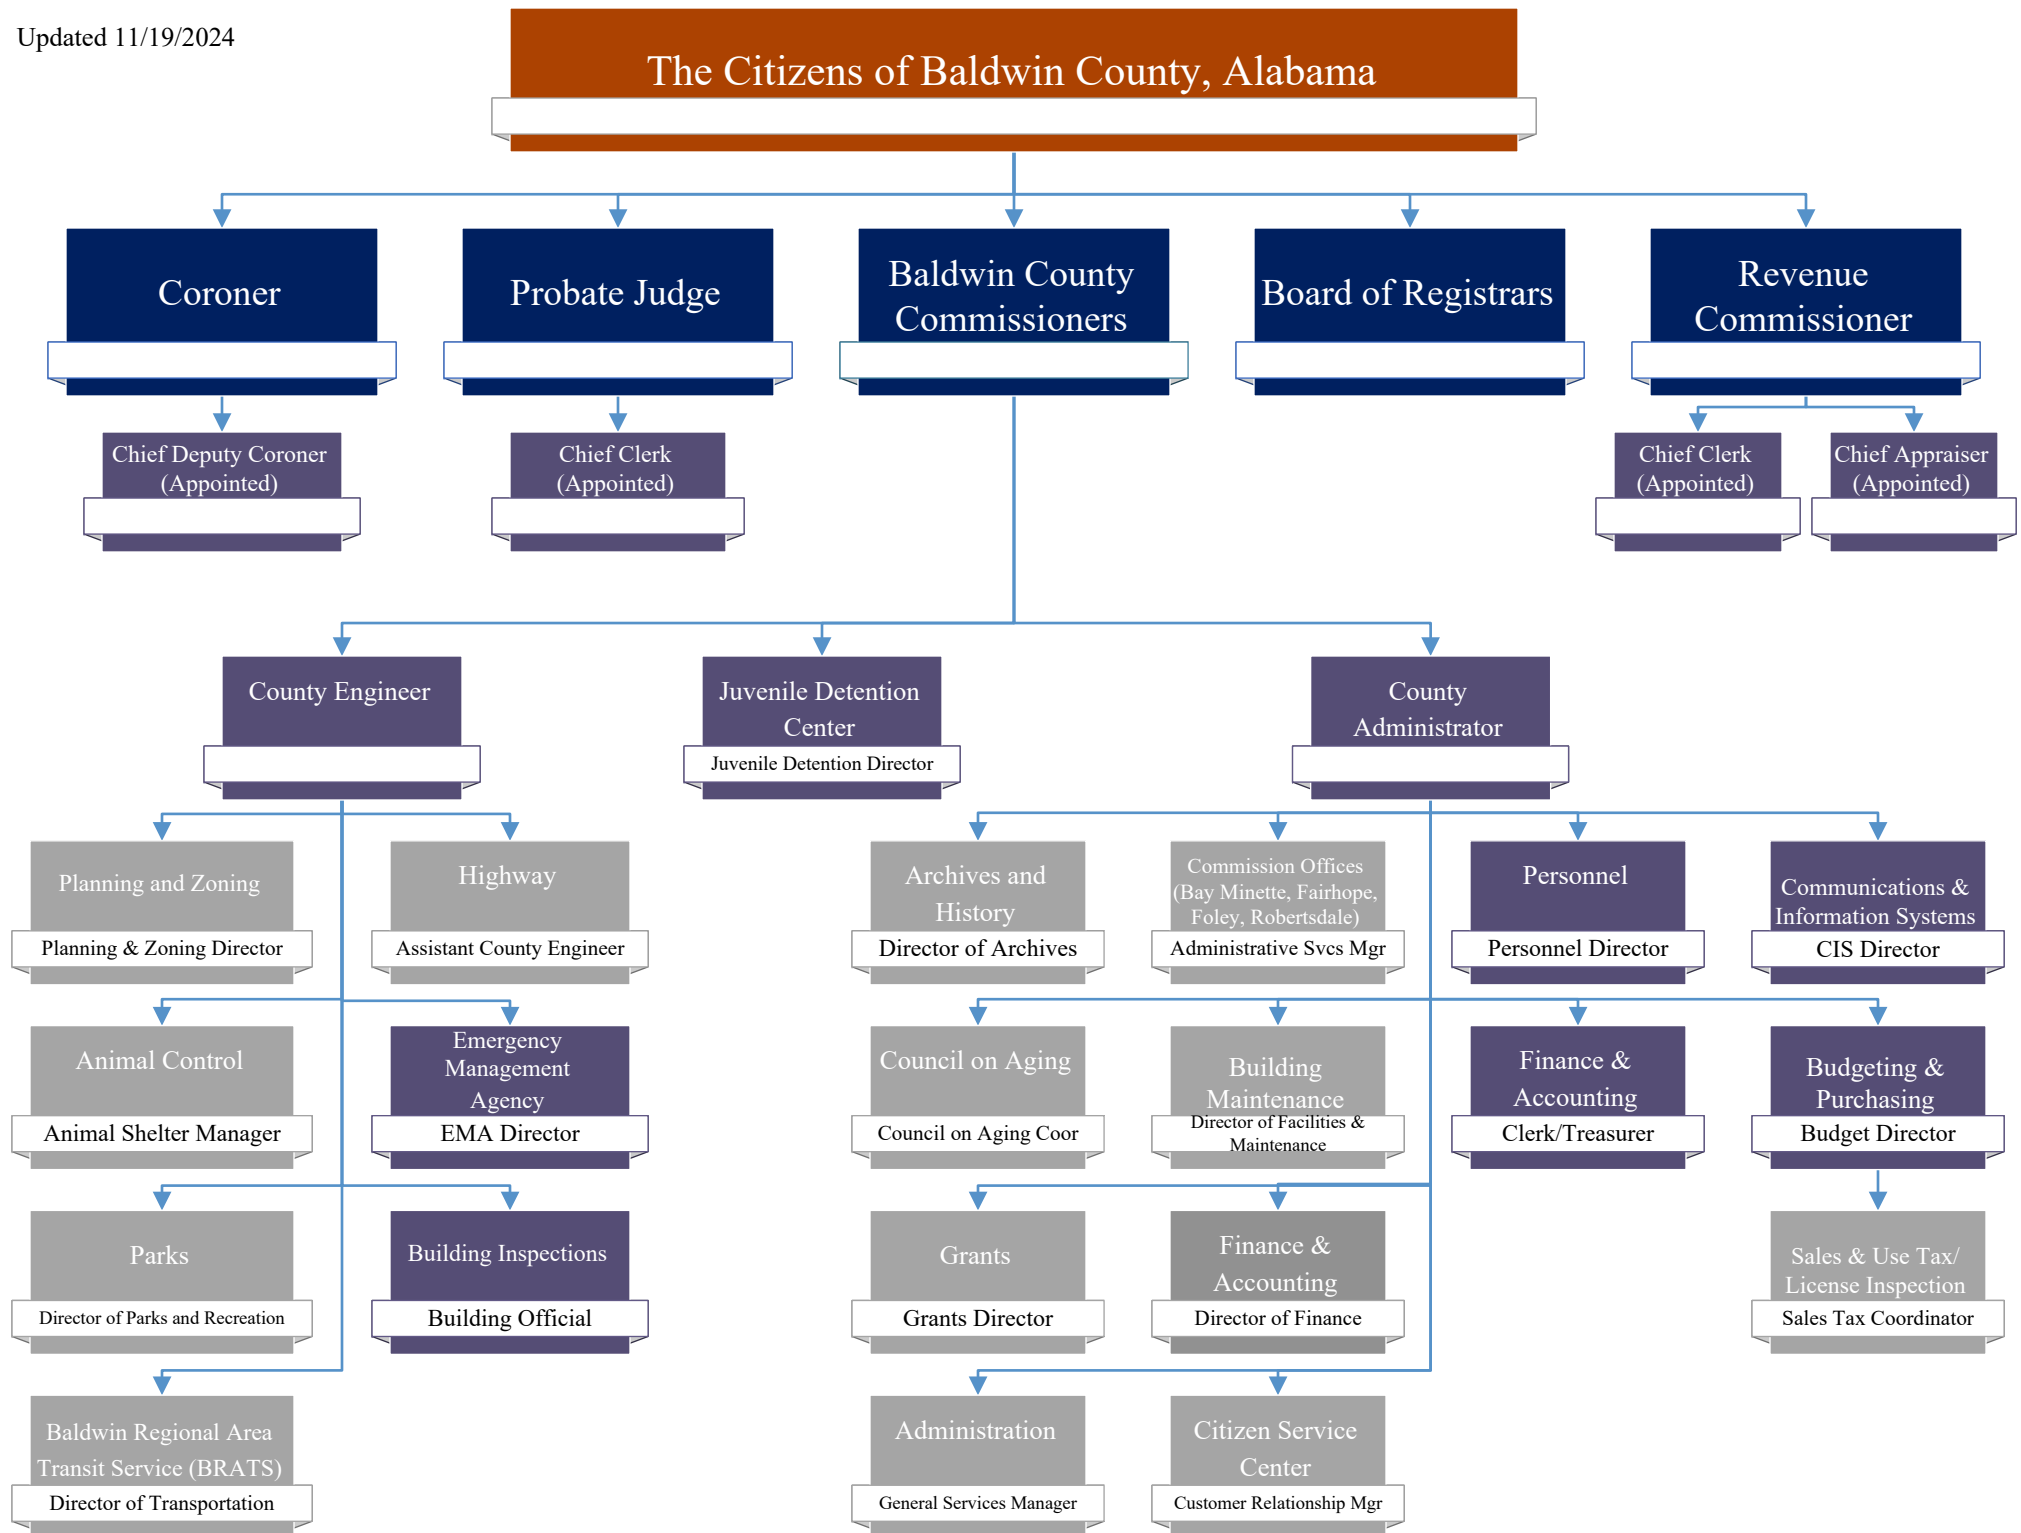 Updated 11/19/2024
The Citizens of Baldwin County, Alabama
Coroner
Probate Judge
Baldwin County
Commissioners
Board of Registrars
Revenue
Commissioner
Chief Deputy Coroner
(Appointed)
Chief Clerk
(Appointed)
Chief Clerk
(Appointed)
Chief Appraiser
(Appointed)
County Engineer
Juvenile Detention
Center
Juvenile Detention Director
County
Administrator
Planning and Zoning
Planning & Zoning Director
Highway
Assistant County Engineer
Archives and
History
Director of Archives
Commission Offices
(Bay Minette, Fairhope,
Foley, Robertsdale)
Administrative Svcs Mgr
Personnel
Personnel Director
Communications &
Information Systems
CIS Director
Animal Control
Animal Shelter Manager
Emergency
Management
Agency
EMA Director
Council on Aging
Council on Aging Coor
Building
Maintenance
Director of Facilities &
Maintenance
Finance &
Accounting
Clerk/Treasurer
Budgeting &
Purchasing
Budget Director
Parks
Director of Parks and Recreation
Building Inspections
Building Official
Grants
Grants Director
Finance &
Accounting
Director of Finance
Sales & Use Tax/
License Inspection
Sales Tax Coordinator
Baldwin Regional Area
Transit Service (BRATS)
Director of Transportation
Administration
General Services Manager
Citizen Service
Center
Customer Relationship Mgr